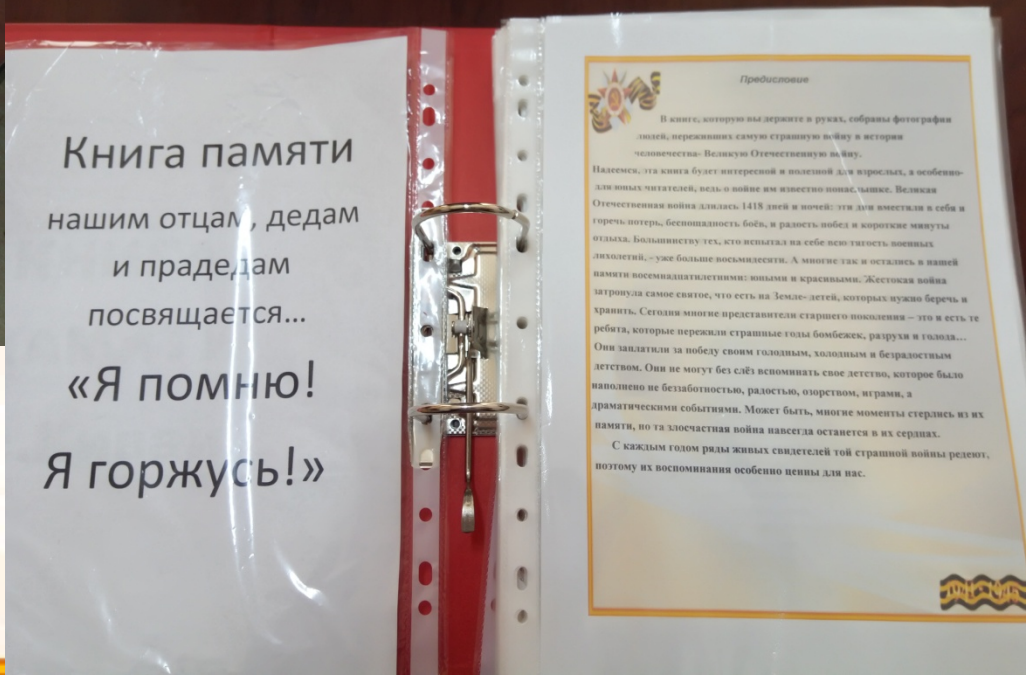 Книга памяти
нашим отцам, дедам
и прадедам
посвящается...
«Я помню!
Я горжусь!»
Предисловие
В книге, которую вы держите в руках, собраны фотографии
людей, переживших самую страшную войну в истории
человечества- Великую Отечественную войну.
Надеемся, эта книга будет интересной и полезной для взрослых, а особенно-
для юных читателей, ведь о войне им известно понаслышке. Великая
Отечественная война длилась 1418 дней и ночей: эти дни вместили в себя и
горечь потерь, беспощадность боёв, и радость побед и короткие минуты
отдыха. Большинству тех, кто испытал на себе всю тягость военных
лихолетий, - уже больше восьмидесяти. А многие так и остались в нашей
памяти восемнадцатилетними: юными и красивыми. Жестокая война
затронула самое святое, что есть на Земле- детей, которых нужно беречь и
хранить. Сегодня многие представители старшего поколения – это и есть те
ребята, которые пережили страшные годы бомбежек, разрухи и голода...
Они заплатили за победу своим голодным, холодным и безрадостным
детством. Они не могут без слёз вспоминать свое детство, которое было
наполнено не беззаботностью, радостью, озорством, играми, а
драматическими событиями. Может быть, многие моменты стерлись из их
памяти, но та злосчастная война навсегда останется в их сердцах.
С каждым годом ряды живых свидетелей той страшной войны редеют,
поэтому их воспоминания особенно ценны для нас.